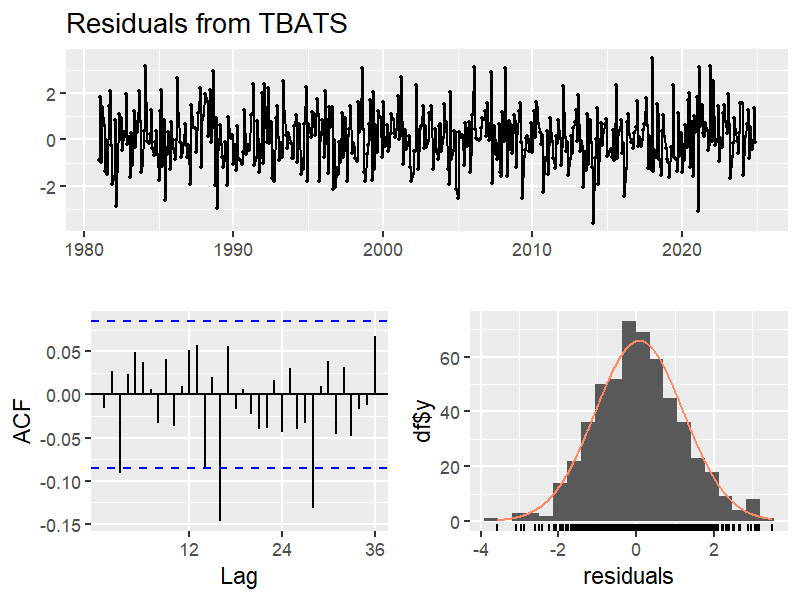 Residuals from TBATS
2
0
-2
1980 1990 2000 2010 2020
0.05
0.00
-0.05
-0.10
-0.15
ACF
12 24 36
Lag
60
40
20
0
df$y
-4 -2 0 2
residuals